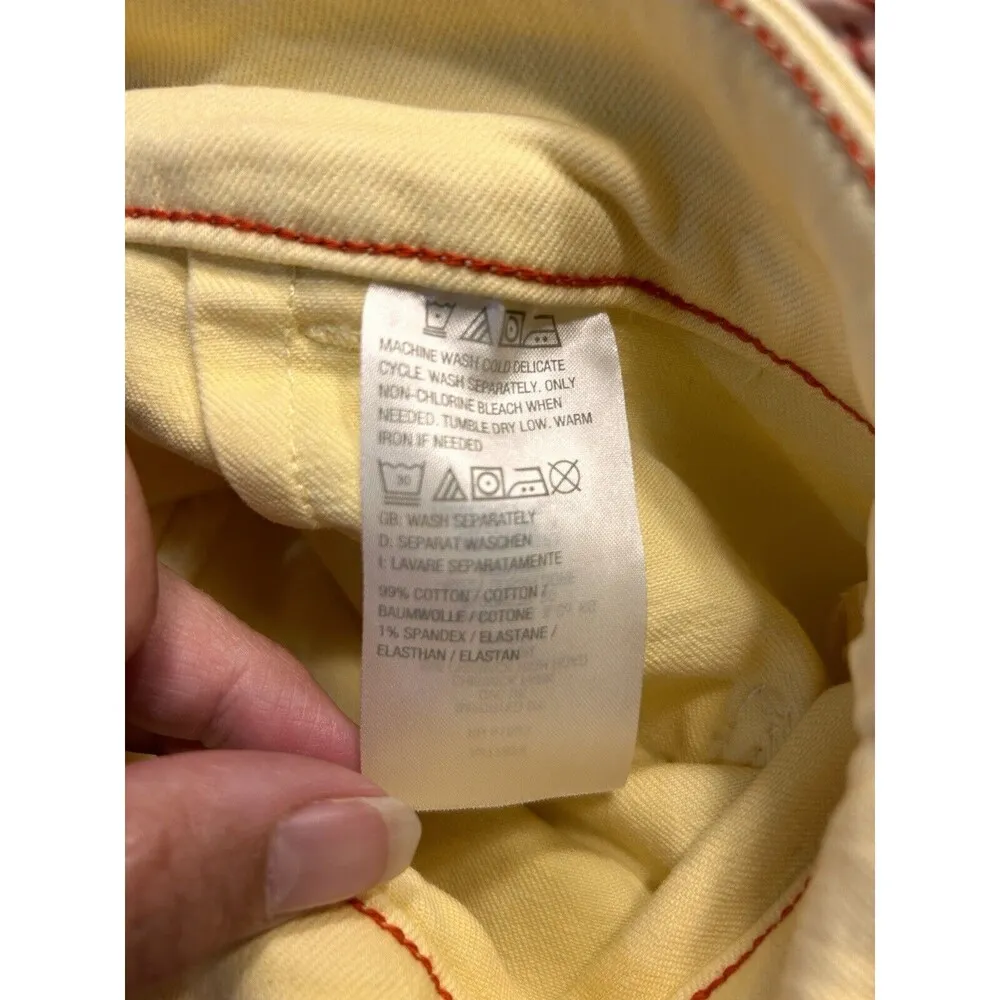 MACHINE WASH COLD DELICATE
CYCLE. WASH SEPARATELY. ONLY
NON-CHLORINE BLEACH WHEN
NEEDED. TUMBLE DRY LOW. WARM
IRON IF NEEDED
30
GB: WASH SEPARATELY
D: SEPARAT WASCHEN
I: LAVARE SEPARATAMENTE
99% COTTON / COTTON /
BAUMWOLLE / COTONE
1% SPANDEX / ELASTANE /
ELASTHAN / ELASTAN